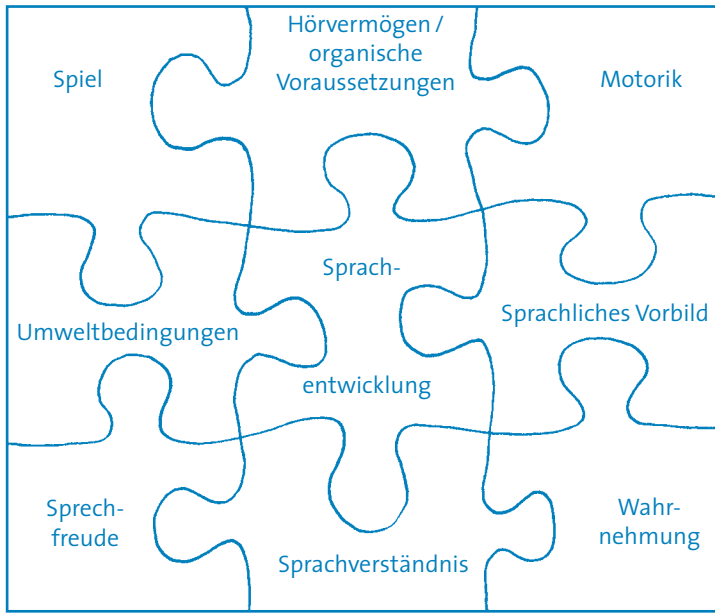 Spiel
Hörvermögen /
organische
Voraussetzungen
Motorik
Umweltbedingungen
Sprach-
entwicklung
Sprachliches Vorbild
Sprech-
freude
Sprachverständnis
Wahr-
nehmung